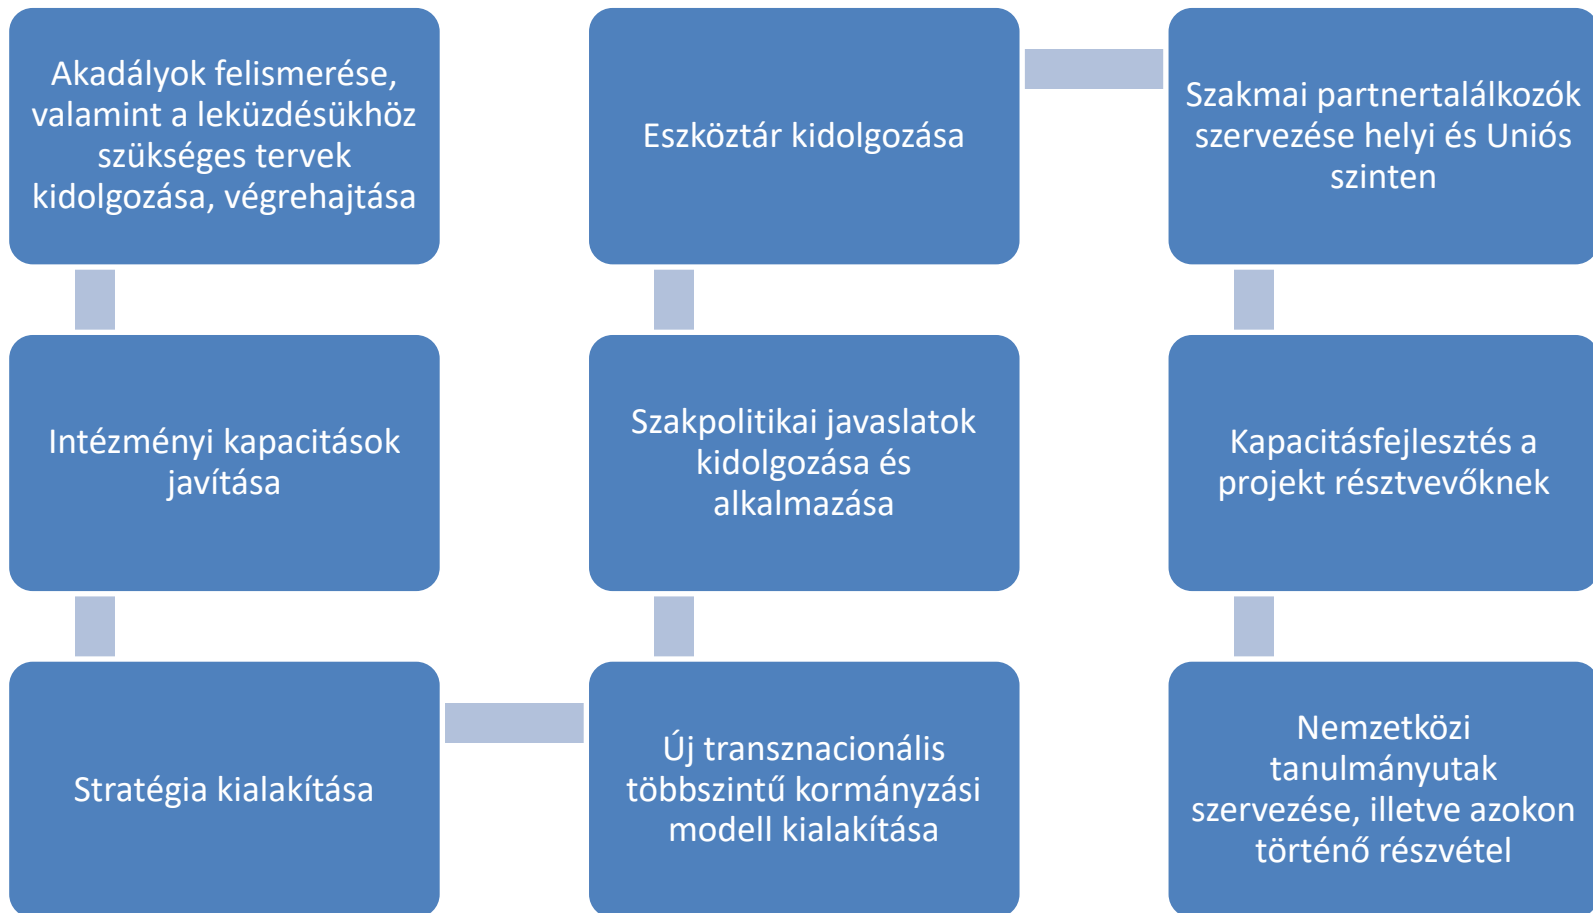 Akadályok felismerése,
valamint a leküzdésükhöz
szükséges tervek
kidolgozása, végrehajtása
Intézményi kapacitások
javítása
Stratégia kialakítása
Új transznacionális
többszintű kormányzási
modell kialakítása
Szakpolitikai javaslatok
kidolgozása és
alkalmazása
Eszköztár kidolgozása
Szakmai partnertalálkozók
szervezése helyi és Uniós
szinten
Kapacitásfejlesztés a
projekt résztvevőknek
Nemzetközi
tanulmányutak
szervezése, illetve azokon
történő részvétel